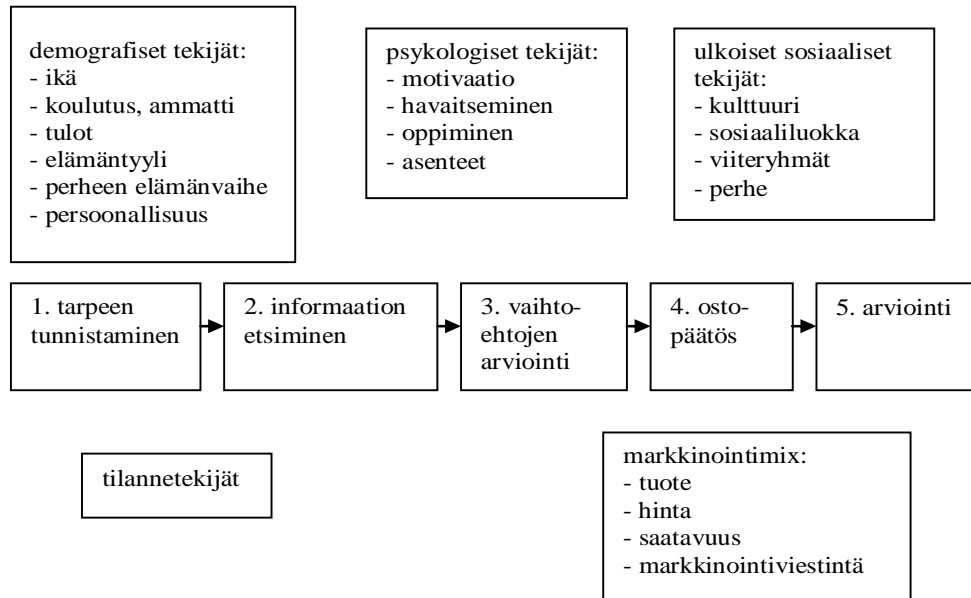 demografiset tekijät:
- ikä
- koulutus, ammatti
- tulot
- elämäntyyli
- perheen elämänvaihe
- persoonallisuus
psykologiset tekijät:
- motivaatio
- havaitseminen
- oppiminen
- asenteet
ulkoiset sosiaaliset
tekijät:
- kulttuuri
- sosiaaliluokka
- viiteryhmät
- perhe
1. tarpeen
tunnistaminen
2. informaation
etsiminen
3. vaihto-
ehtojen
arviointi
4. osto-
päätös
5. arviointi
tilannetekijät
markkinointimix:
- tuote
- hinta
- saatavuus
- markkinointiviestintä